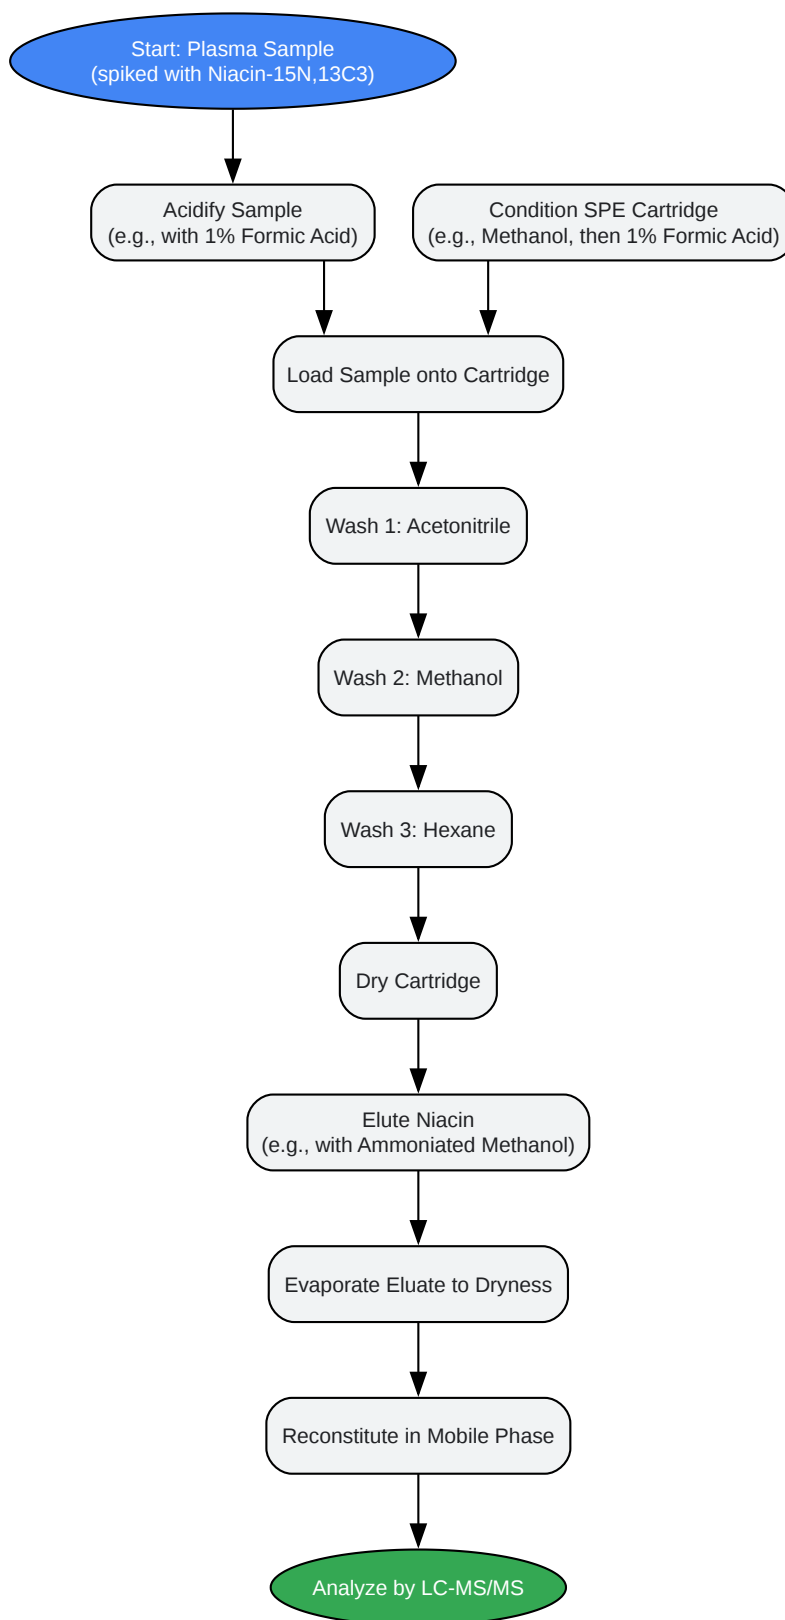 Start: Plasma Sample
(spiked with Niacin-15N,13C3)
Acidify Sample
(e.g., with 1% Formic Acid)
Condition SPE Cartridge
(e.g., Methanol, then 1% Formic Acid)
Load Sample onto Cartridge
Wash 1: Acetonitrile
Wash 2: Methanol
Wash 3: Hexane
Dry Cartridge
Elute Niacin
(e.g., with Ammoniated Methanol)
Evaporate Eluate to Dryness
Reconstitute in Mobile Phase
Analyze by LC-MS/MS